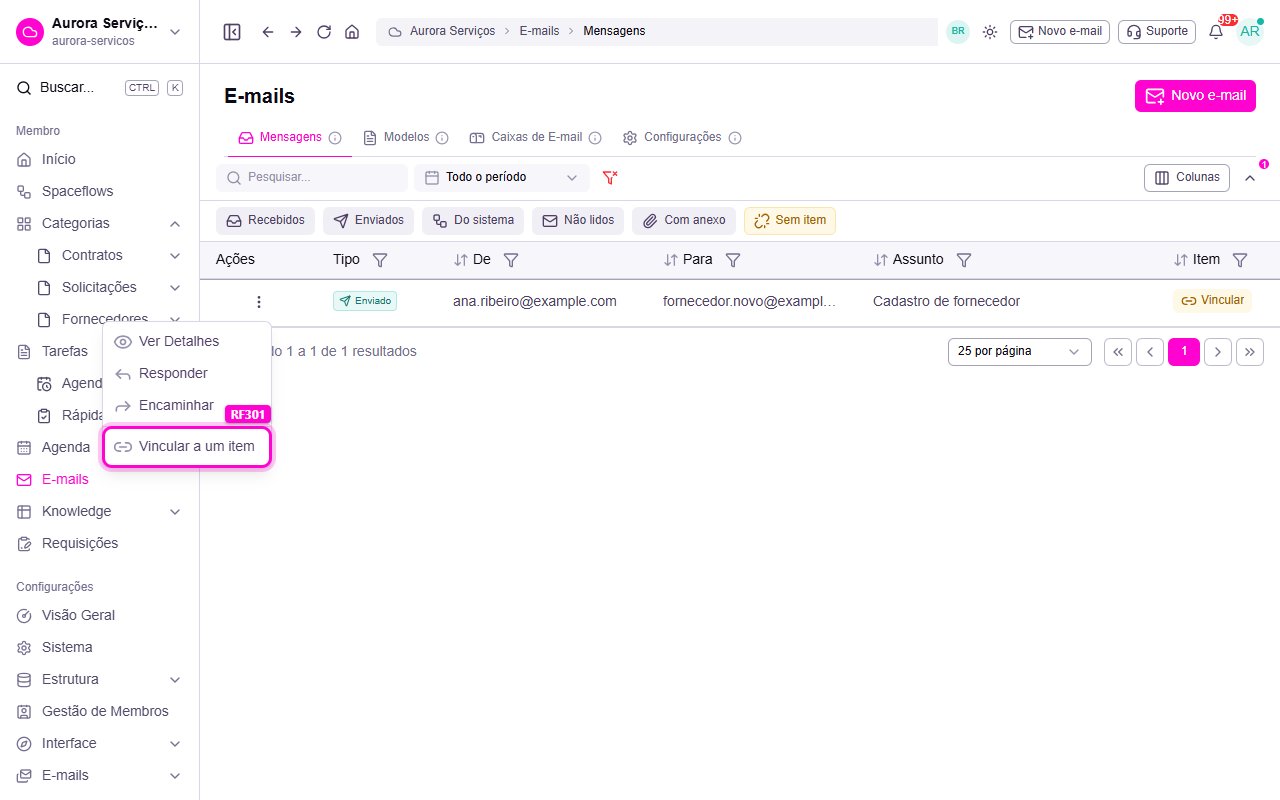 Aurora Serviç...
aurora-servicos
Aurora Serviços
E-mails
Mensagens
BR
Novo e-mail
Suporte
99+
AR
Buscar...
CTRL
K
Membro
Início
Spaceflows
Categorias
Contratos
Solicitações
Fornecedores
Tarefas
Agend
Rápida
Agenda
E-mails
Knowledge
Requisições
Configurações
Visão Geral
Sistema
Estrutura
Gestão de Membros
Interface
E-mails
E-mails
Novo e-mail
Mensagens
Modelos
Caixas de E-mail
Configurações
Pesquisar...
Todo o período
Colunas
1
Recebidos
Enviados
Do sistema
Não lidos
Com anexo
Sem item
Ações
Tipo
De
Para
Assunto
Item
Enviado
ana.ribeiro@example.com
fornecedor.novo@exampl...
Cadastro de fornecedor
Vincular
lo 1 a 1 de 1 resultados
25 por página
1
Ver Detalhes
Responder
Encaminhar
RF301
Vincular a um item